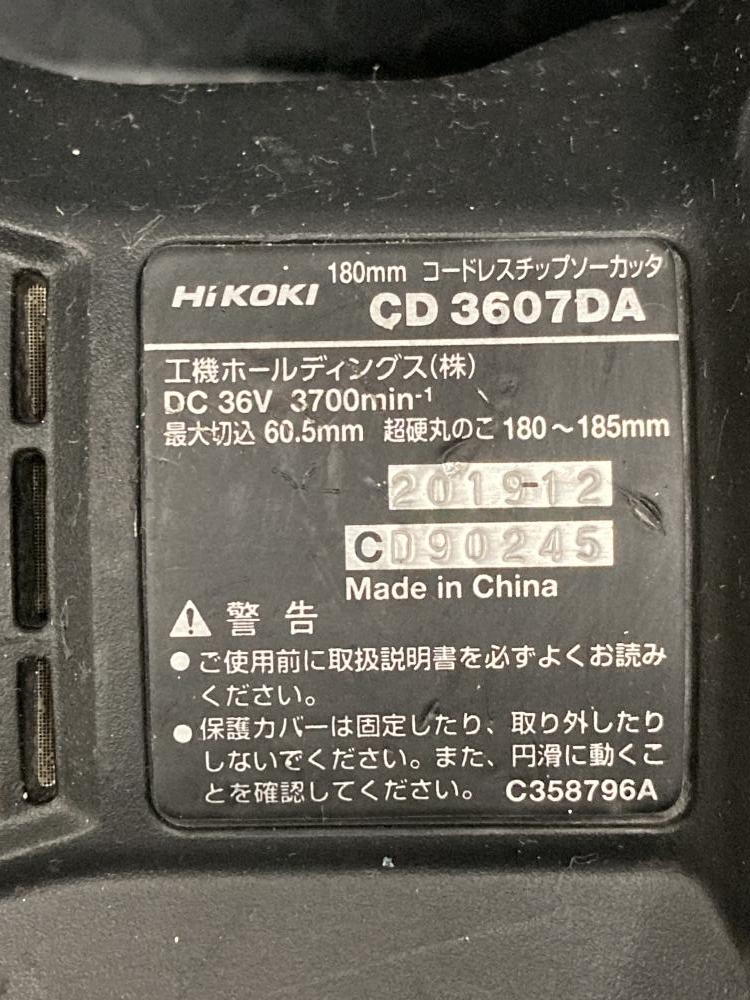 180mm コードレスチップソーカッタ
HiKOKI CD 3607DA
工機ホールディングス(株)
DC 36V 3700min-1
最大切込 60.5mm 超硬丸のこ 180～185mm
2019-12
CD90245
Made in China
警告
●ご使用前に取扱説明書を必ずよくお読み
ください。
●保護カバーは固定したり、取り外したり
しないでください。また、円滑に動くこ
とを確認してください。 C358796A